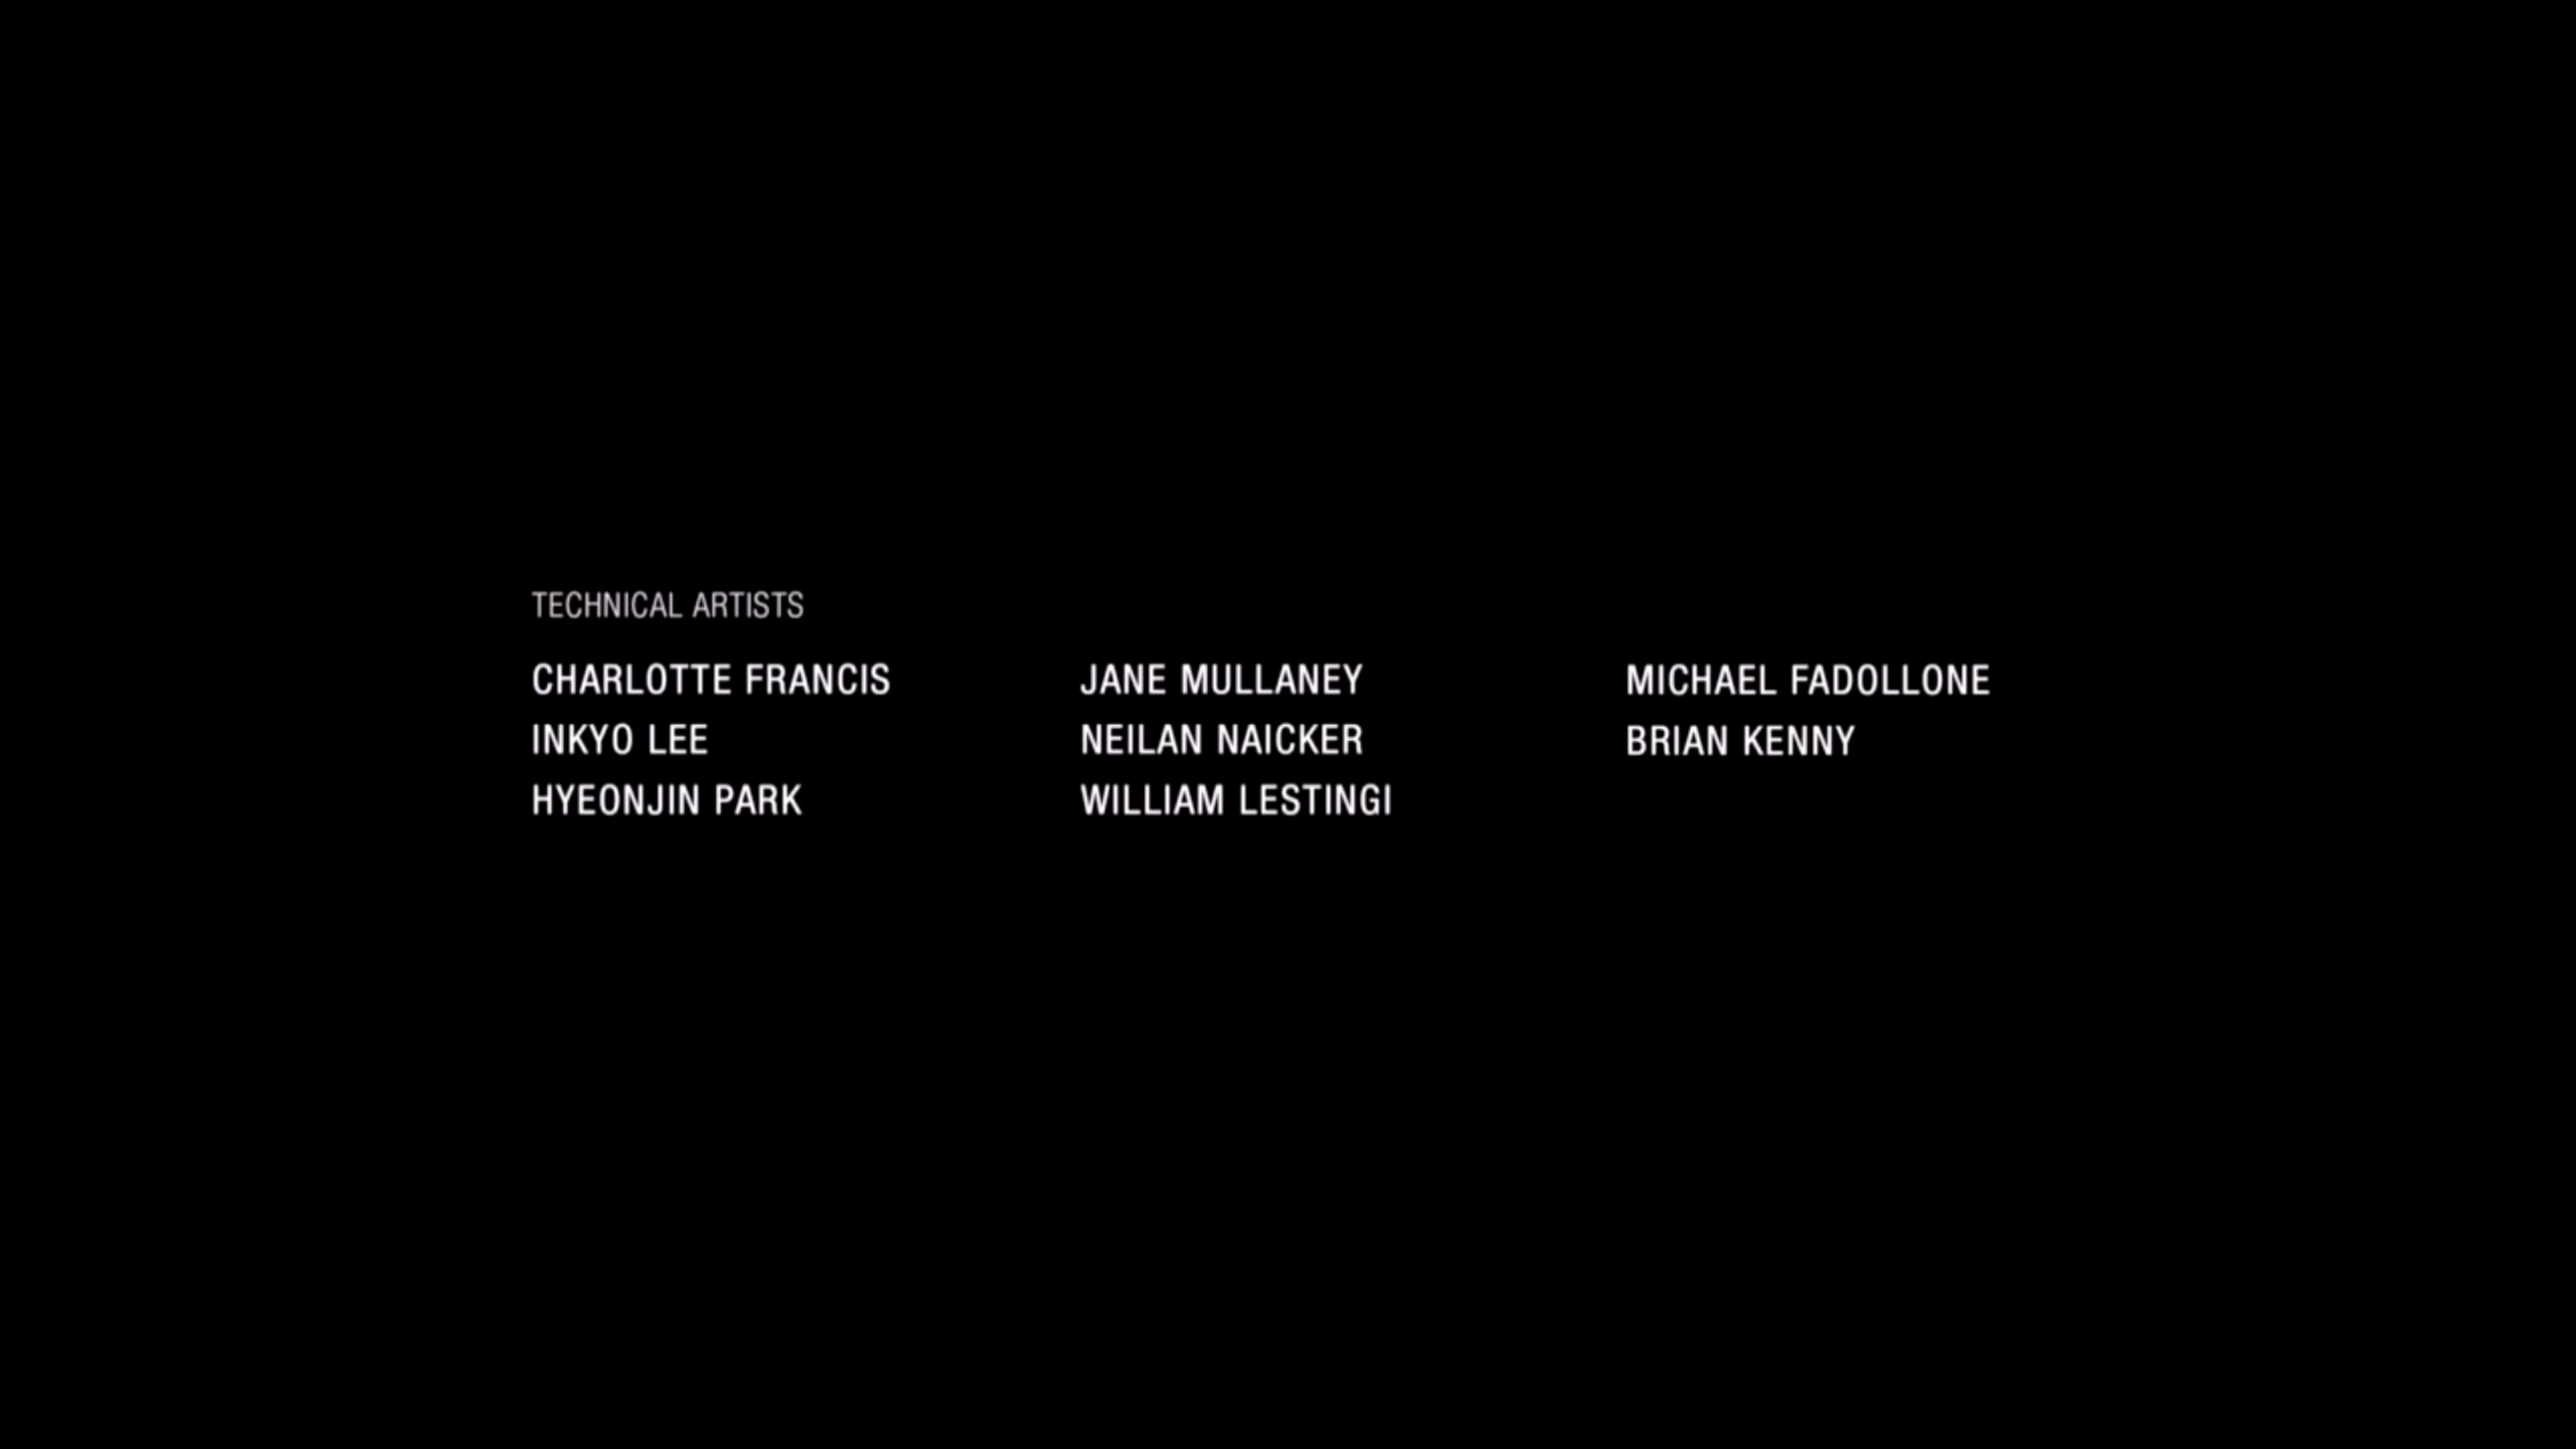 TECHNICAL ARTISTS
CHARLOTTE FRANCIS
INKYO LEE
HYEONJIN PARK
JANE MULLANEY
NEILAN NAICKER
WILLIAM LESTINGI
MICHAEL FADOLLONE
BRIAN KENNY